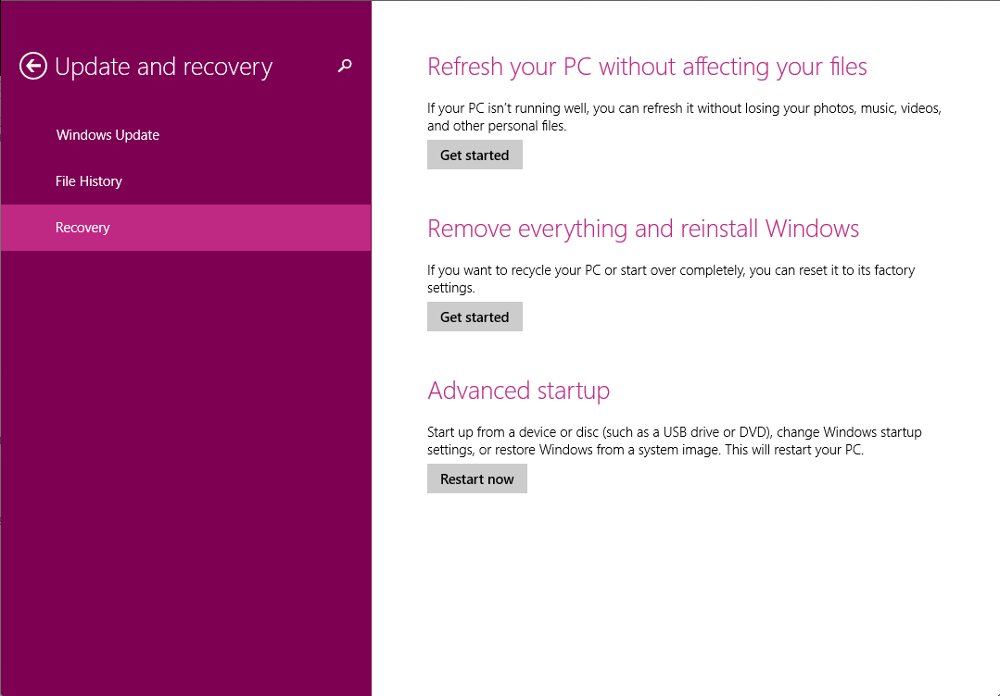 Update and recovery
Windows Update
File History
Recovery
Refresh your PC without affecting your files
If your PC isn't running well, you can refresh it without losing your photos, music, videos,
and other personal files.
Get started
Remove everything and reinstall Windows
If you want to recycle your PC or start over completely, you can reset it to its factory
settings.
Get started
Advanced startup
Start up from a device or disc (such as a USB drive or DVD), change Windows startup
settings, or restore Windows from a system image. This will restart your PC.
Restart now